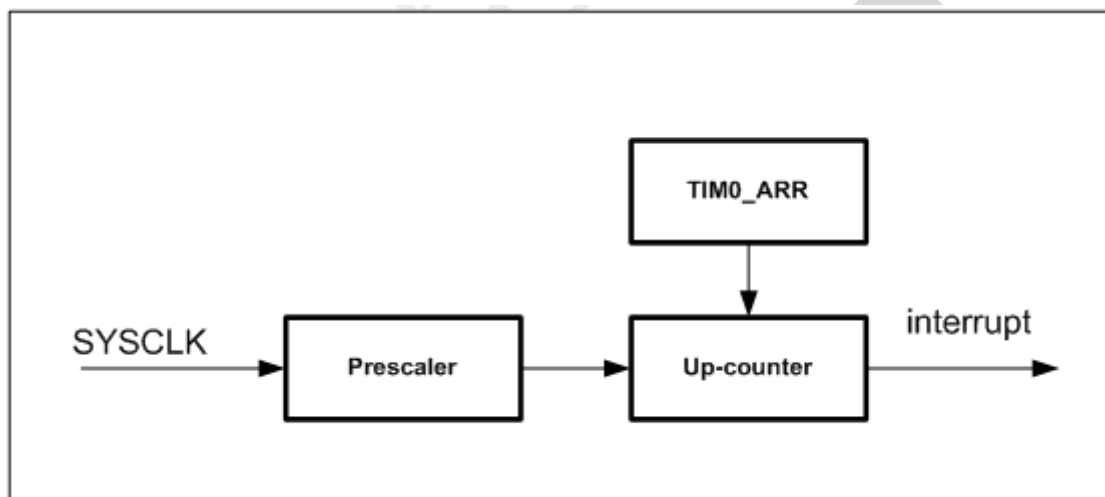 TIM0_ARR
SYSCLK
Prescaler
Up-counter
interrupt